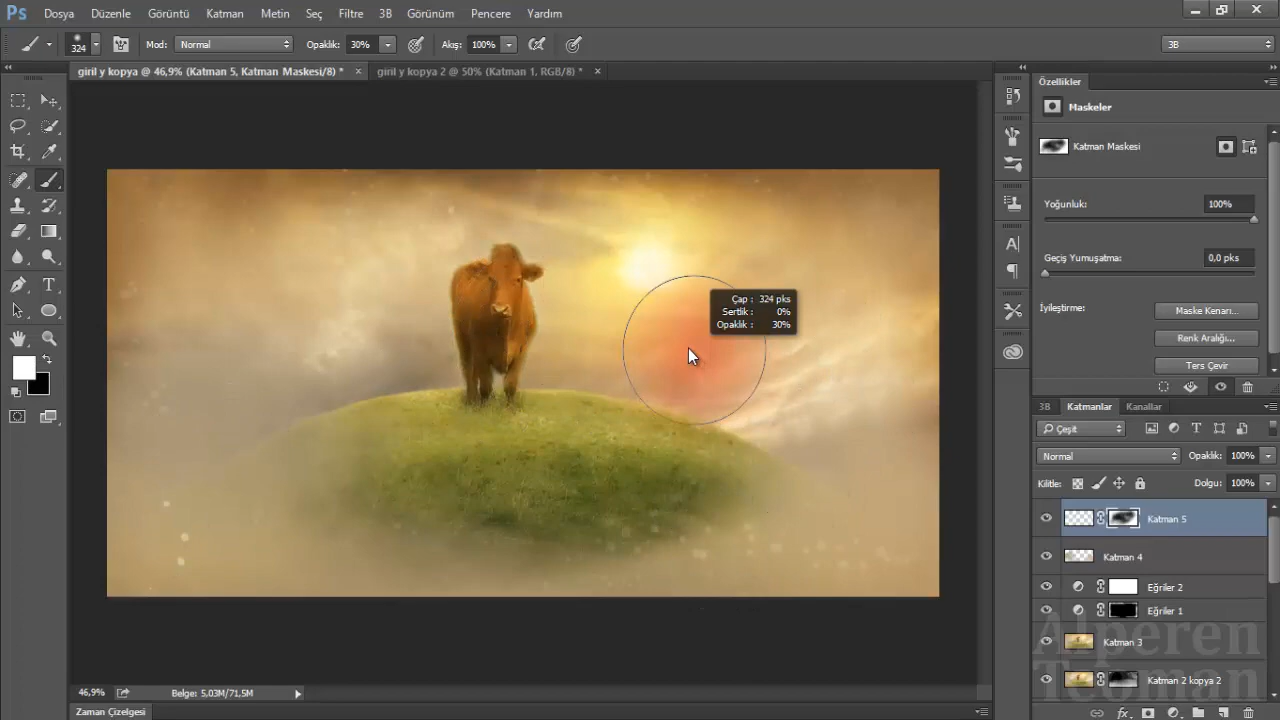 Ps Dosya Düzenle Görüntü Katman Metin Seç Filtre 3B Görünüm Pencere Yardım
324 Mod: Normal Opaklık: 30% Akış: 100% 3B
giril y kopya @ 46,9% (Katman 5, Katman Maskesi/8) * × giril y kopya 2 @ 50% (Katman 1, RGB/8) * ×
Özellikler
Maskeler
Katman Maskesi
Yoğunluk: 100%
Geçiş Yumuşatma: 0,0 pks
İyileştirme: Maske Kenarı...
Renk Aralığı...
Ters Çevir
Çap : 324 pks
Sertlik : 0%
Opaklık : 30%
3B Katmanlar Kanallar
Çeşit
Normal Opaklık: 100%
Kilitle: Dolgu: 100%
Katman 5
Katman 4
Eğriler 2
Eğriler 1
Katman 3
Katman 2 kopya 2
Alperen
Teoman
46,9% Belge: 5,03M/71,5M
Zaman Çizelgesi